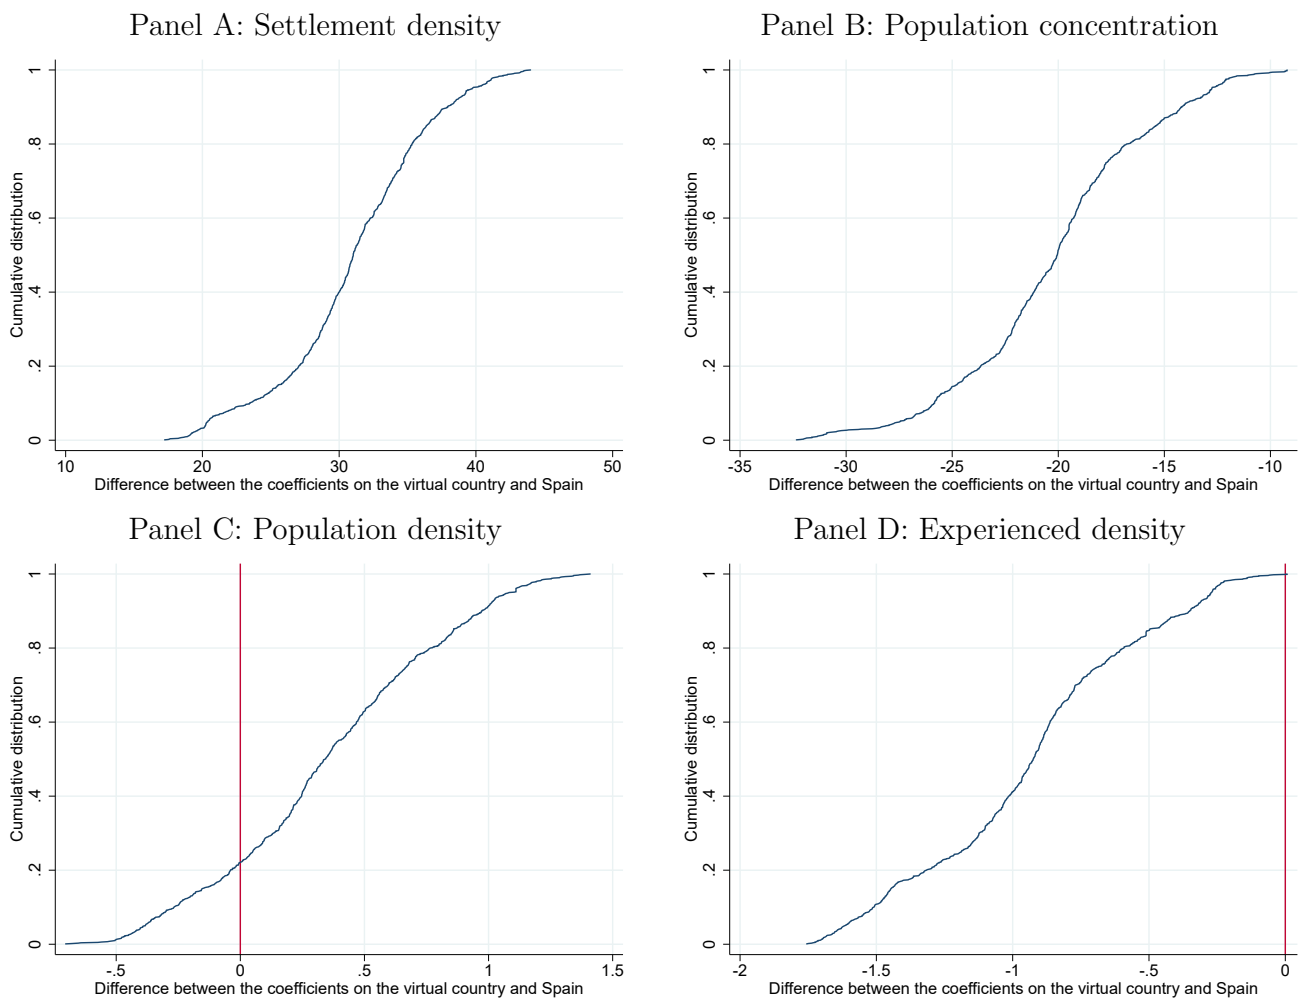 Panel A: Settlement density
Cumulative distribution
0 .2 .4 .6 .8 1
10 20 30 40 50
Difference between the coefficients on the virtual country and Spain
Panel B: Population concentration
Cumulative distribution
0 .2 .4 .6 .8 1
-35 -30 -25 -20 -15 -10
Difference between the coefficients on the virtual country and Spain
Panel C: Population density
Cumulative distribution
0 .2 .4 .6 .8 1
-.5 0 .5 1 1.5
Difference between the coefficients on the virtual country and Spain
Panel D: Experienced density
Cumulative distribution
0 .2 .4 .6 .8 1
-2 -1.5 -1 -.5 0
Difference between the coefficients on the virtual country and Spain